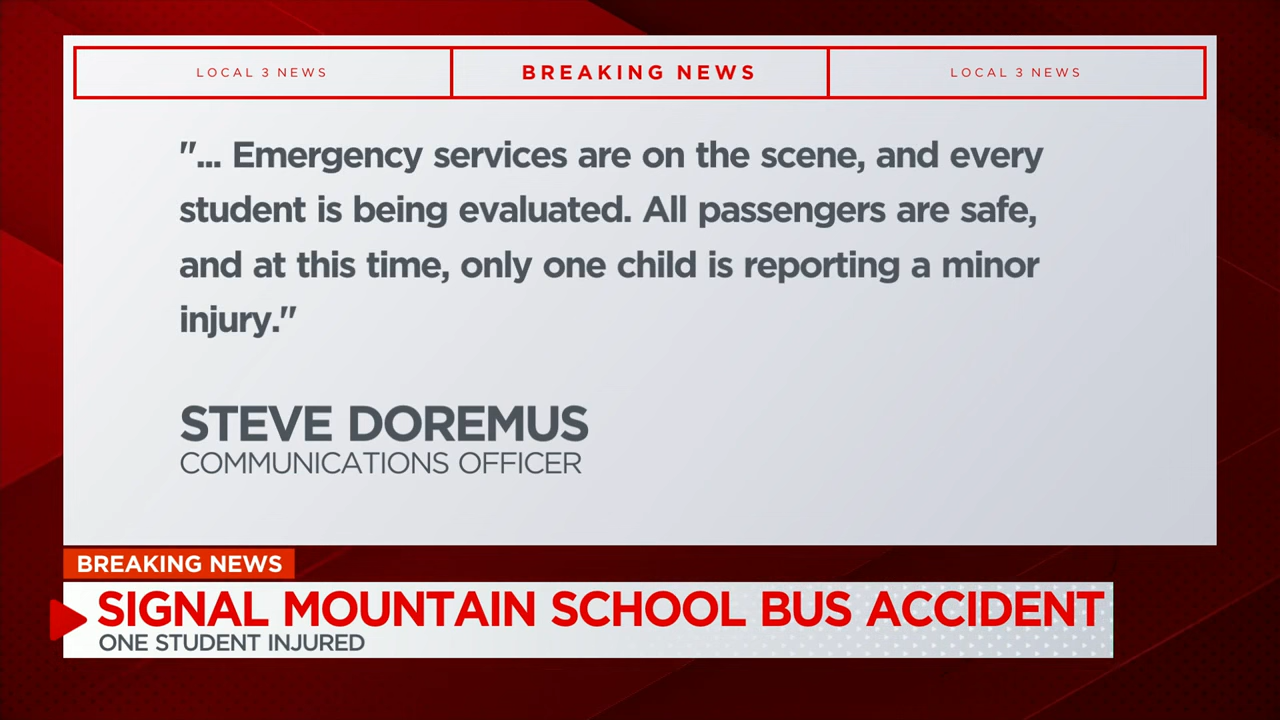 LOCAL 3 NEWS
BREAKING NEWS
LOCAL 3 NEWS
"... Emergency services are on the scene, and every
student is being evaluated. All passengers are safe,
and at this time, only one child is reporting a minor
injury."
STEVE DOREMUS
COMMUNICATIONS OFFICER
BREAKING NEWS
SIGNAL MOUNTAIN SCHOOL BUS ACCIDENT
ONE STUDENT INJURED